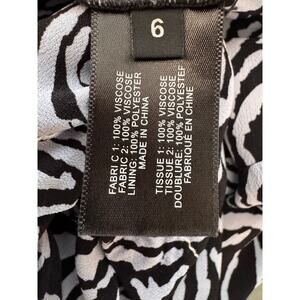 6
FABRIC 1: 100% VISCOSE
FABRIC 2: 100% VISCOSE
LINING: 100% POLYESTER
MADE IN CHINA
TISSUE 1: 100% VISCOSE
TISSUE 2: 100% VISCOSE
DOUBLURE: 100% POLYESTER
FABRIQUÉ EN CHINE